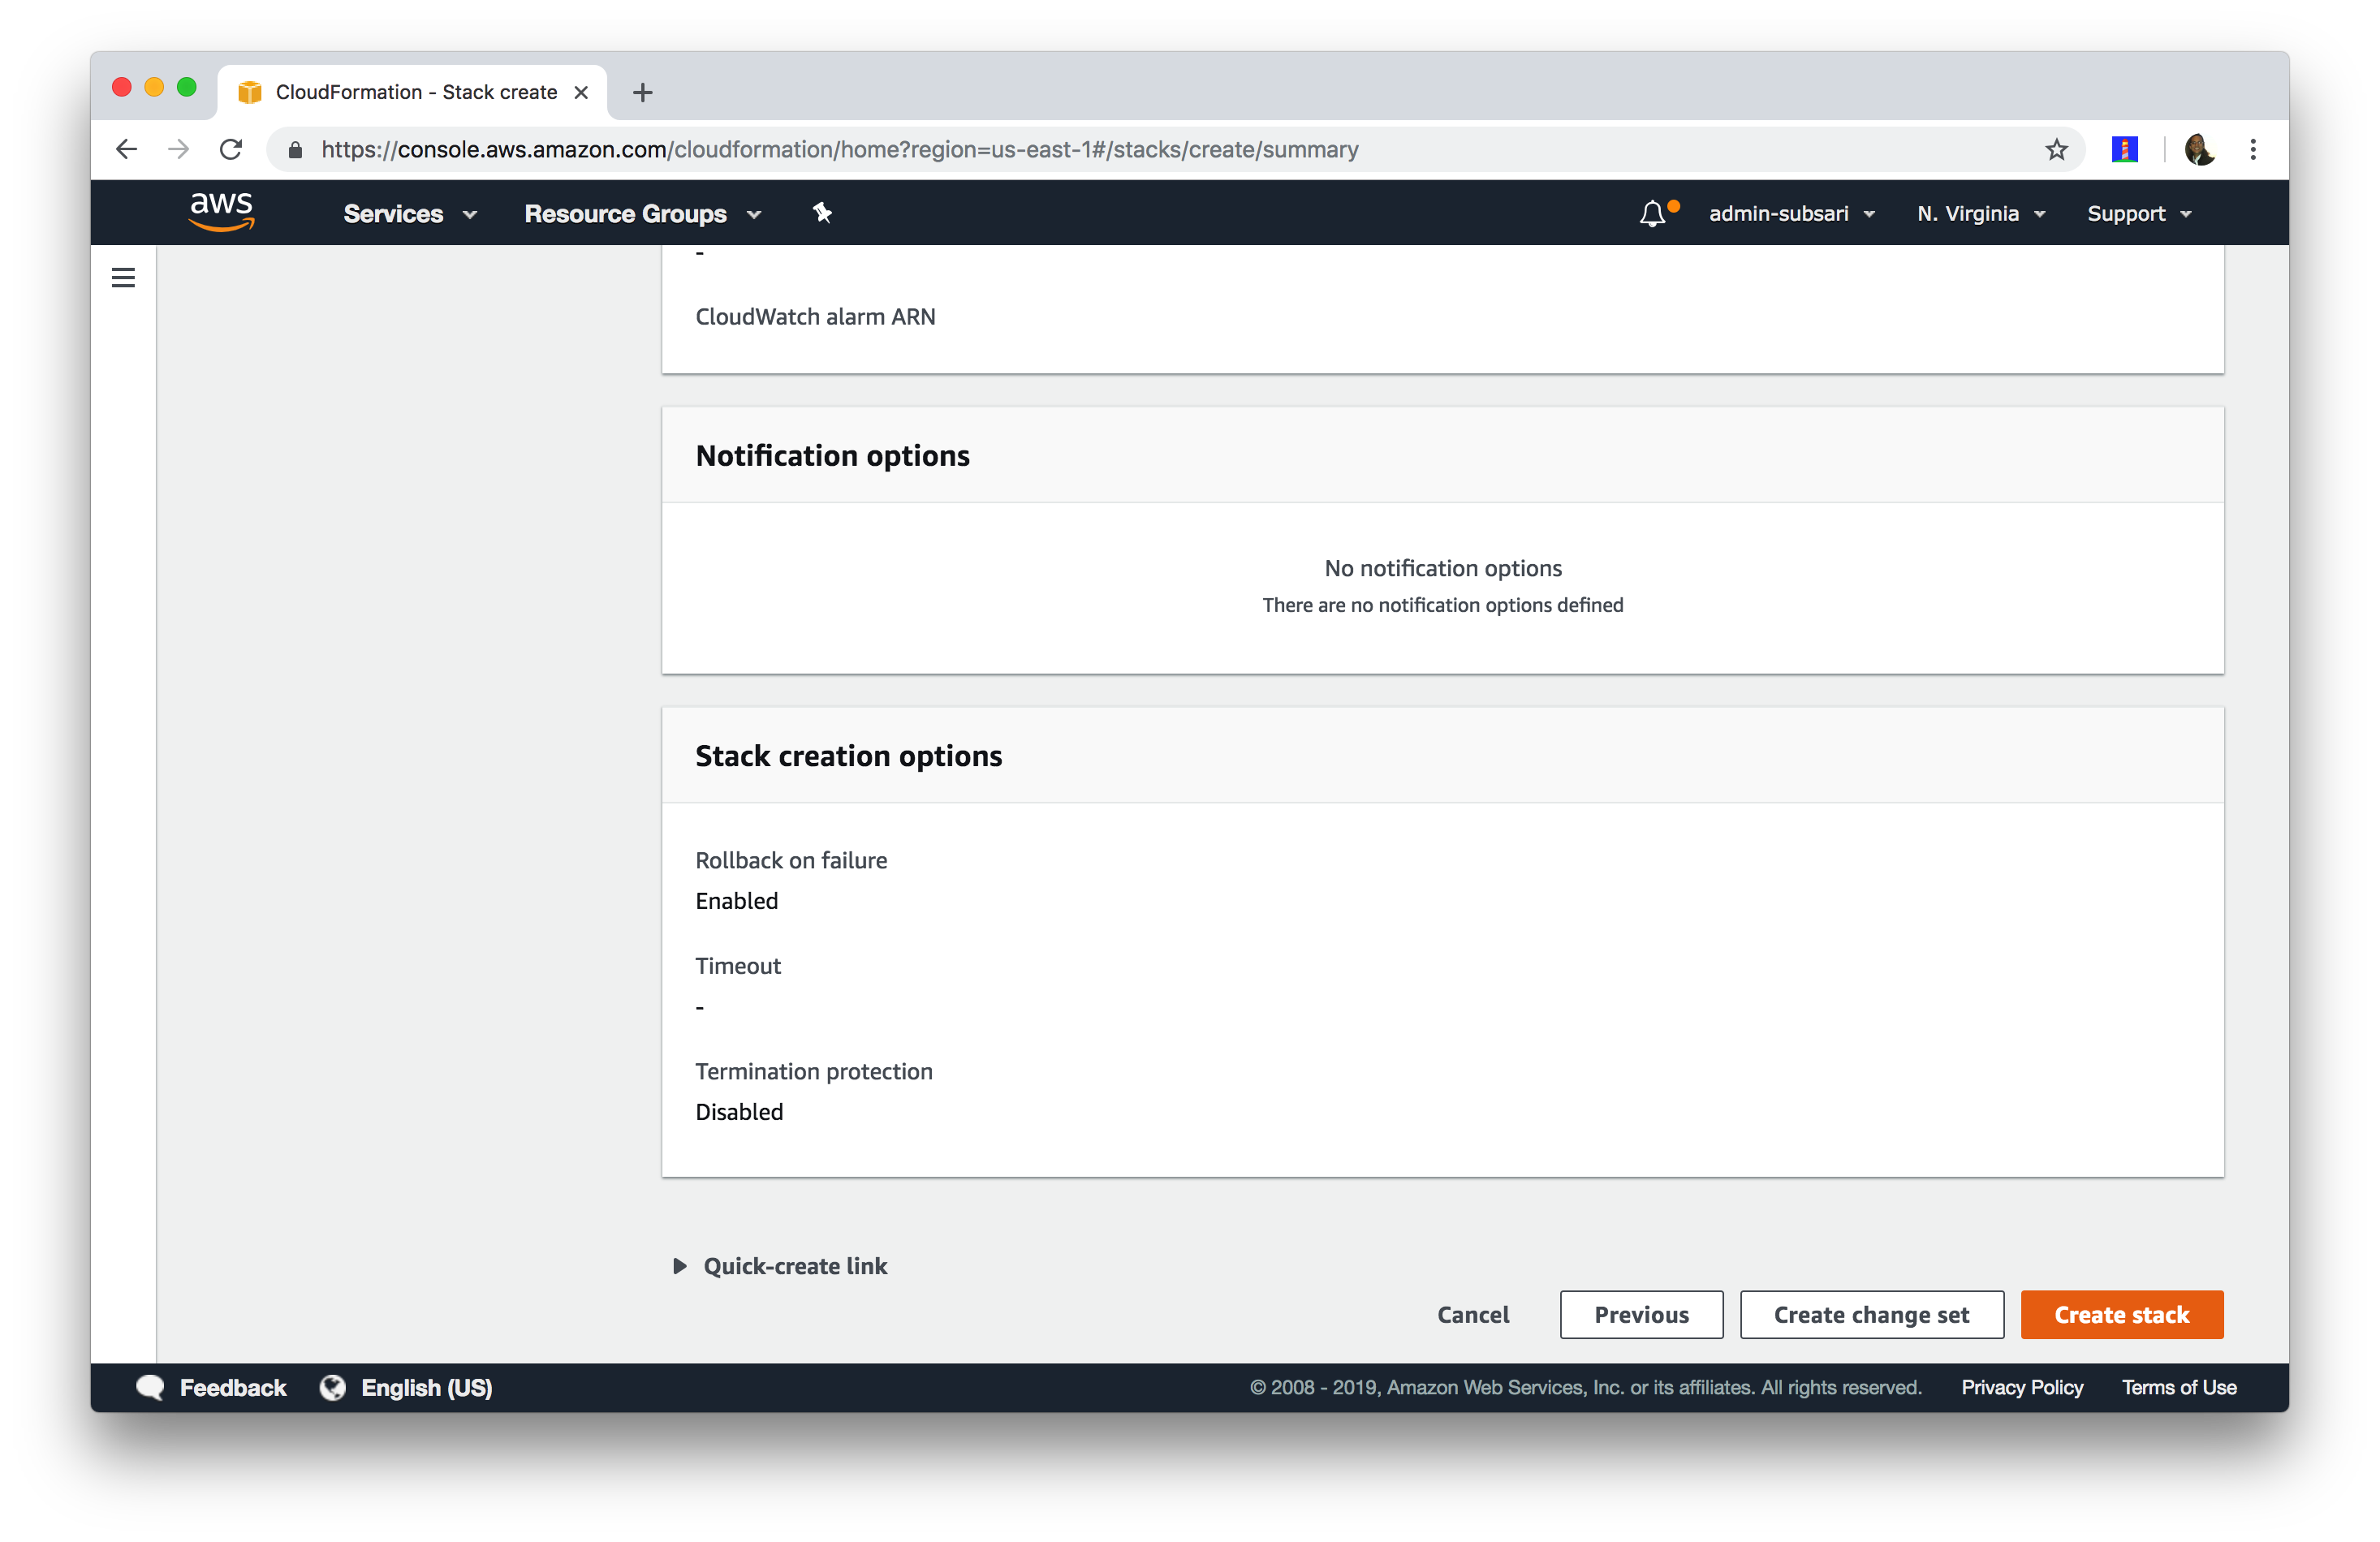 CloudFormation - Stack create
https://console.aws.amazon.com/cloudformation/home?region=us-east-1#/stacks/create/summary
aws Services Resource Groups admin-subsari N. Virginia Support
-
CloudWatch alarm ARN
Notification options
No notification options
There are no notification options defined
Stack creation options
Rollback on failure
Enabled
Timeout
-
Termination protection
Disabled
Quick-create link
Cancel Previous Create change set Create stack
Feedback English (US) © 2008 - 2019, Amazon Web Services, Inc. or its affiliates. All rights reserved. Privacy Policy Terms of Use